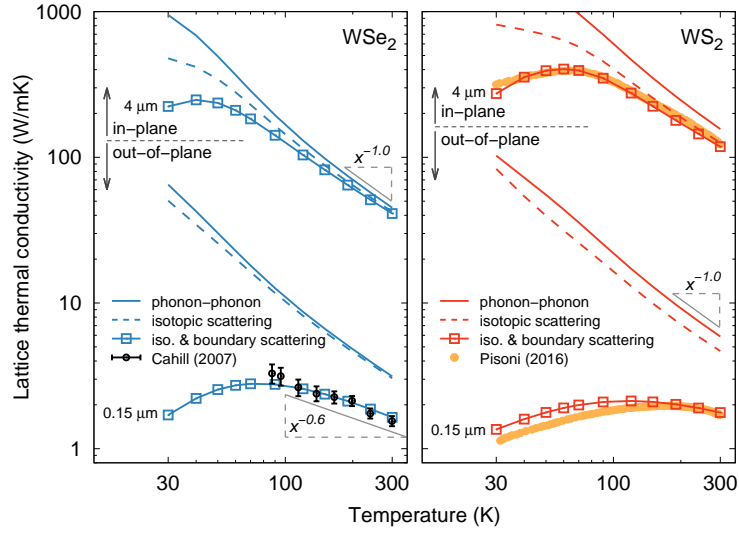 Lattice thermal conductivity (W/mK)
1000
100
10
1
WSe2
4 μm
in−plane
out−of−plane
x−1.0
phonon−phonon
isotopic scattering
iso. & boundary scattering
Cahill (2007)
0.15 μm
x−0.6
30
100
300
WS2
4 μm
in−plane
out−of−plane
x−1.0
phonon−phonon
isotopic scattering
iso. & boundary scattering
Pisoni (2016)
0.15 μm
30
100
300
Temperature (K)